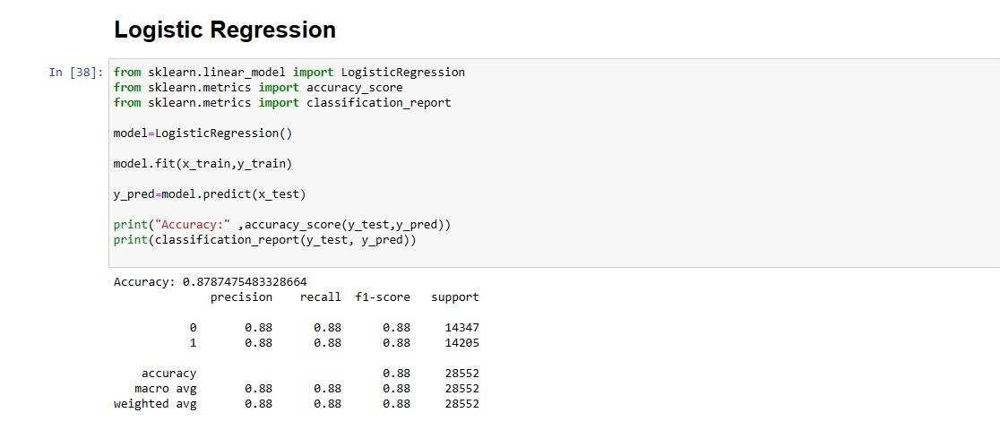 Logistic Regression
In [38]: from sklearn.linear_model import LogisticRegression
from sklearn.metrics import accuracy_score
from sklearn.metrics import classification_report
model=LogisticRegression()
model.fit(x_train,y_train)
y_pred=model.predict(x_test)
print("Accuracy:" ,accuracy_score(y_test,y_pred))
print(classification_report(y_test, y_pred))
Accuracy: 0.8787475483328664
precision recall f1-score support
0 0.88 0.88 0.88 14347
1 0.88 0.88 0.88 14205
accuracy 0.88 28552
macro avg 0.88 0.88 0.88 28552
weighted avg 0.88 0.88 0.88 28552